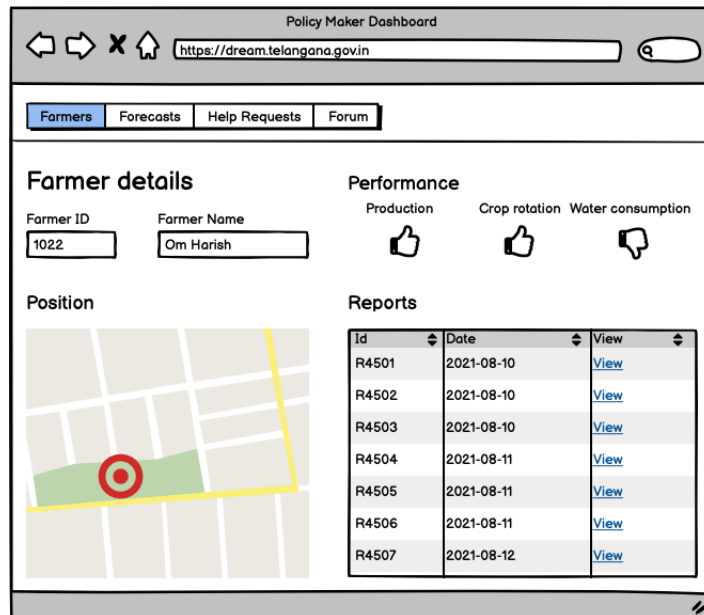 Policy Maker Dashboard
https://dream.telangana.gov.in
Farmers Forecasts Help Requests Forum
Farmer details
Farmer ID Farmer Name
1022 Om Harish
Performance
Production Crop rotation Water consumption
Position
Reports
Id Date View
R4501 2021-08-10 View
R4502 2021-08-10 View
R4503 2021-08-10 View
R4504 2021-08-11 View
R4505 2021-08-11 View
R4506 2021-08-11 View
R4507 2021-08-12 View